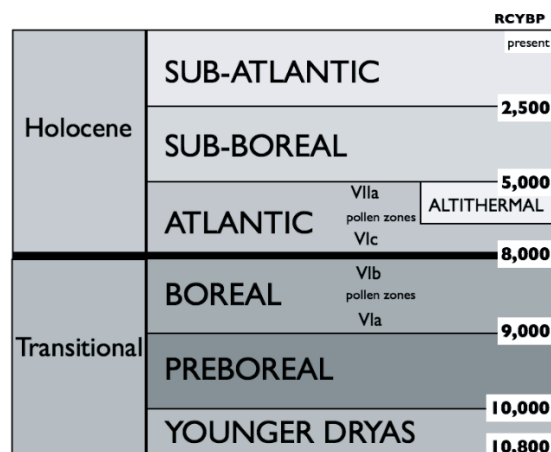 RCYBP
present
SUB-ATLANTIC
2,500
Holocene
SUB-BOREAL
5,000
VIIa
ALTITHERMAL
ATLANTIC
pollen zones
VIc
8,000
VIb
BOREAL
pollen zones
VIa
9,000
Transitional
PREBOREAL
10,000
YOUNGER DRYAS
10,800